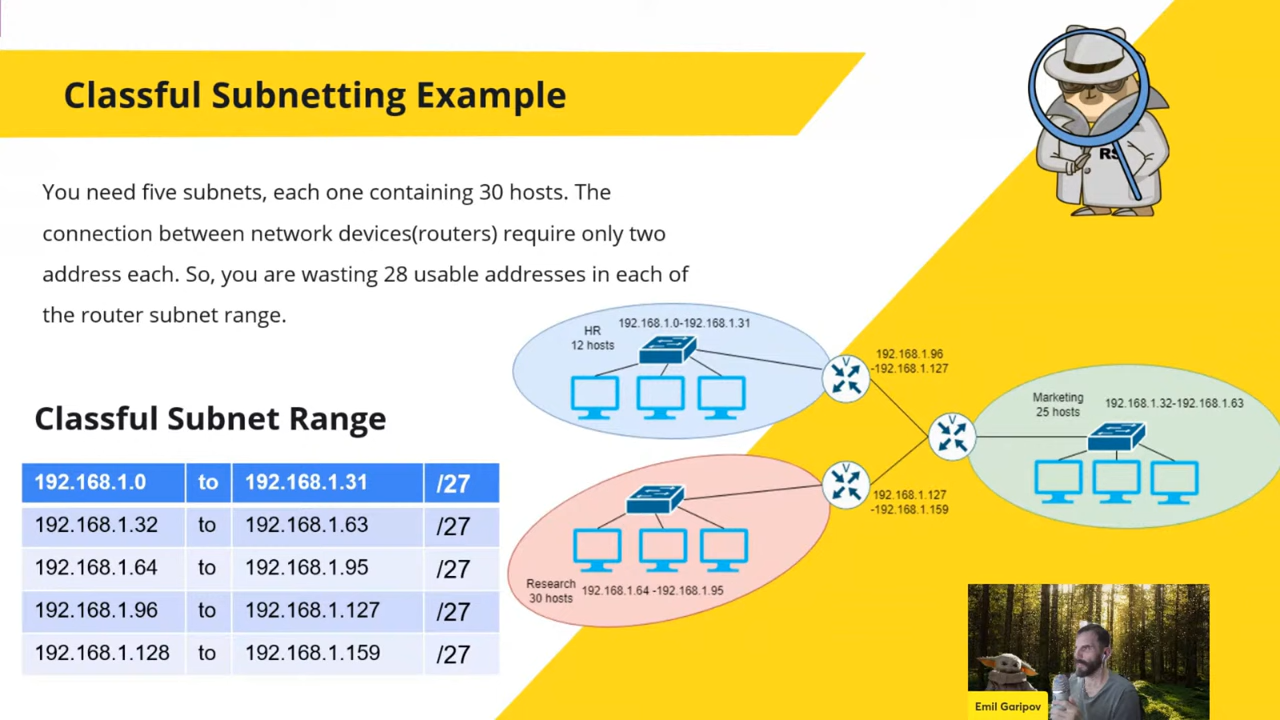 Classful Subnetting Example
RS
You need five subnets, each one containing 30 hosts. The
connection between network devices(routers) require only two
address each. So, you are wasting 28 usable addresses in each of
the router subnet range.
HR
12 hosts
192.168.1.0-192.168.1.31
V
192.168.1.96
-192.168.1.127
Marketing
25 hosts
192.168.1.32-192.168.1.63
V
V
192.168.1.127
-192.168.1.159
Research
30 hosts
192.168.1.64 -192.168.1.95
Classful Subnet Range
192.168.1.0 to 192.168.1.31 /27
192.168.1.32 to 192.168.1.63 /27
192.168.1.64 to 192.168.1.95 /27
192.168.1.96 to 192.168.1.127 /27
192.168.1.128 to 192.168.1.159 /27
Emil Garipov